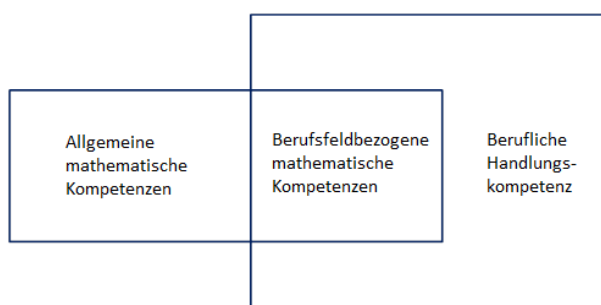 Allgemeine
mathematische
Kompetenzen
Berufsfeldbezogene
mathematische
Kompetenzen
Berufliche
Handlungs-
kompetenz